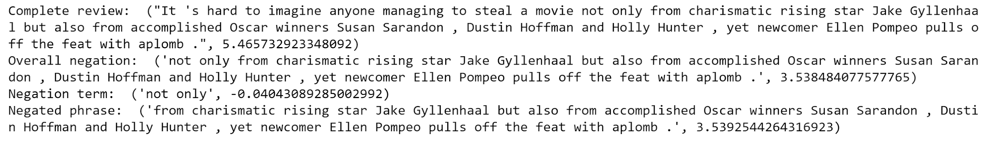 Complete review:  ("It 's hard to imagine anyone managing to steal a movie not only from charismatic rising star Jake Gyllenhaa
l but also from accomplished Oscar winners Susan Sarandon , Dustin Hoffman and Holly Hunter , yet newcomer Ellen Pompeo pulls o
ff the feat with aplomb .", 5.465732923348092)
Overall negation:  ('not only from charismatic rising star Jake Gyllenhaal but also from accomplished Oscar winners Susan Saran
don , Dustin Hoffman and Holly Hunter , yet newcomer Ellen Pompeo pulls off the feat with aplomb .', 3.538484077577765)
Negation term:  ('not only', -0.04043089285002992)
Negated phrase:  ('from charismatic rising star Jake Gyllenhaal but also from accomplished Oscar winners Susan Sarandon , Dusti
n Hoffman and Holly Hunter , yet newcomer Ellen Pompeo pulls off the feat with aplomb .', 3.5392544264316923)